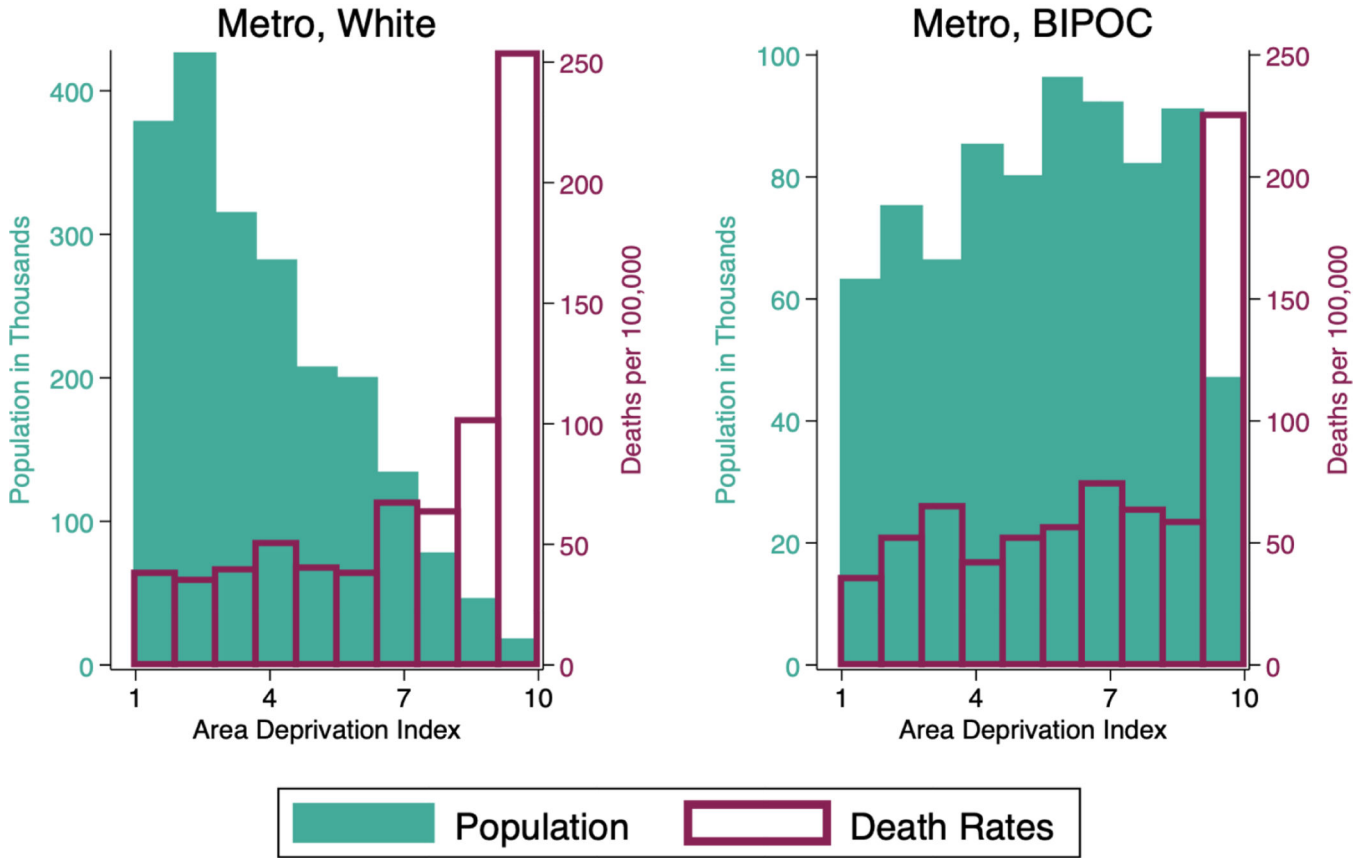 Metro, White
Population in Thousands
400
300
200
100
0
250
200
150
100
50
0
Deaths per 100,000
1 4 7 10
Area Deprivation Index
Metro, BIPOC
Population in Thousands
100
80
60
40
20
0
250
200
150
100
50
0
Deaths per 100,000
1 4 7 10
Area Deprivation Index
Population Death Rates